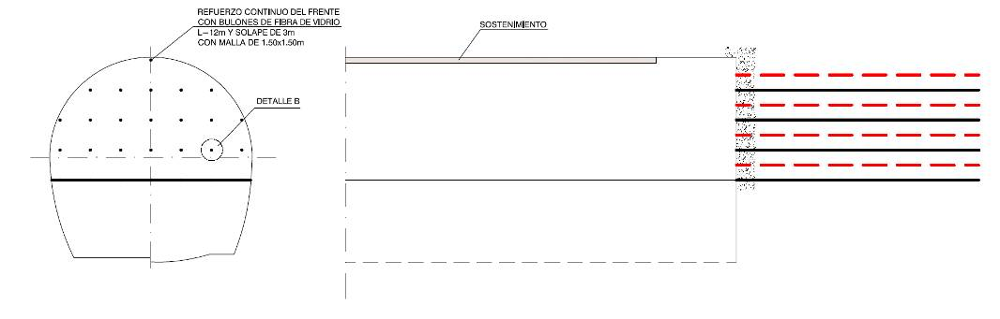 REFUERZO CONTINUO DEL FRENTE
CON BULONES DE FIBRA DE VIDRIO
L=12m Y SOLAPE DE 3m
CON MALLA DE 1.50x1.50m
SOSTENIMIENTO
DETALLE B